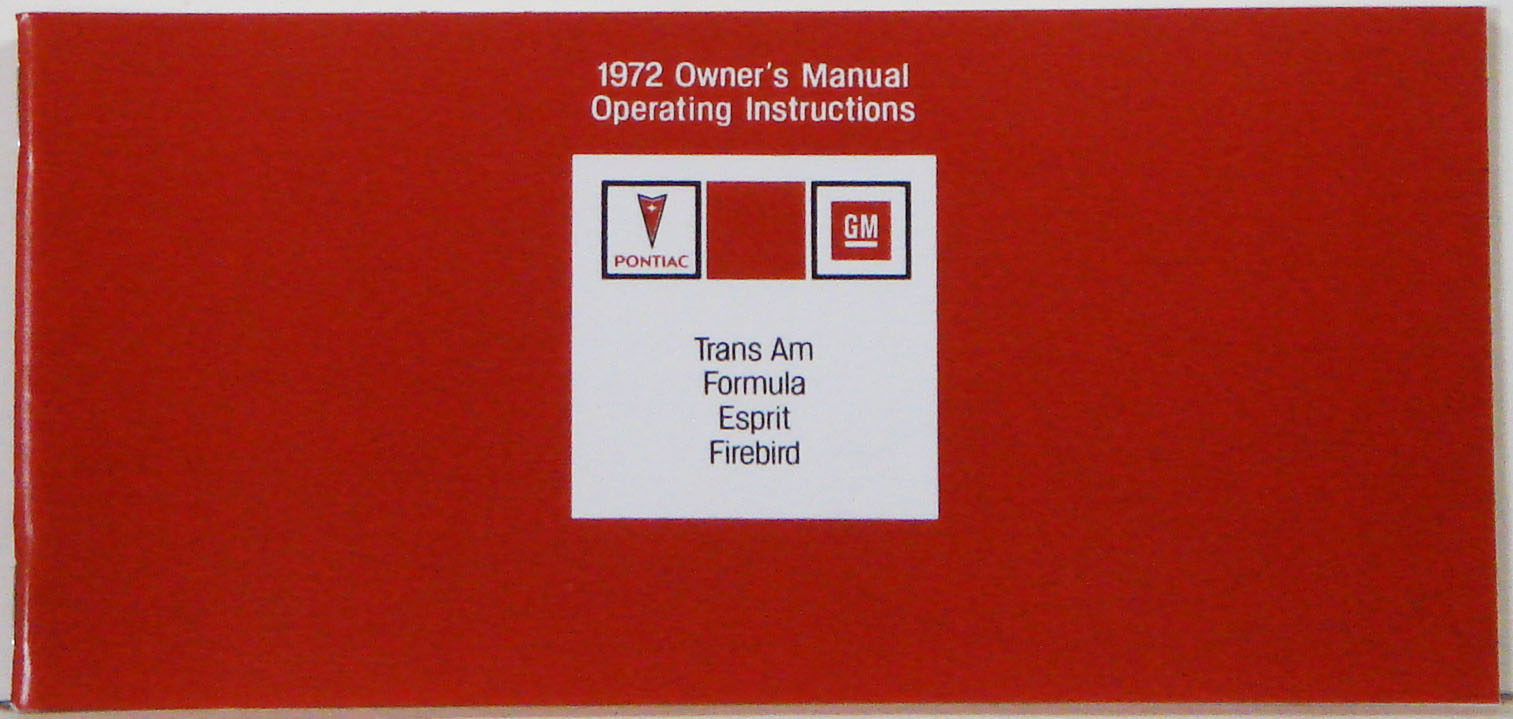 1972 Owner's Manual
Operating Instructions
PONTIAC
GM
Trans Am
Formula
Esprit
Firebird